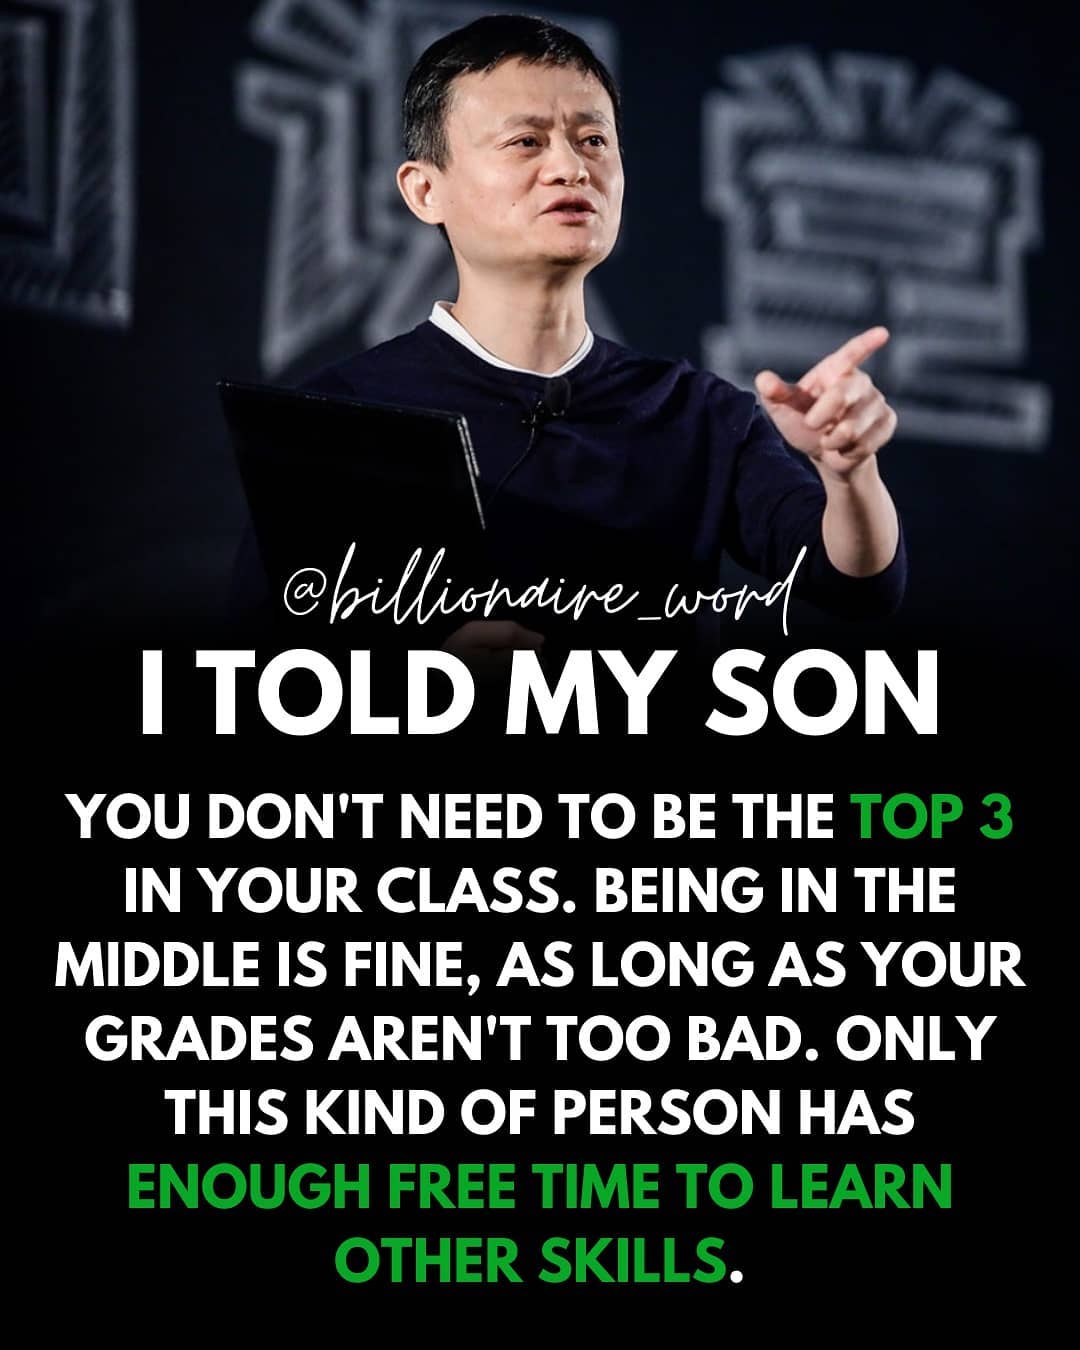 课堂
@billionaire_word
I TOLD MY SON
YOU DON'T NEED TO BE THE TOP 3
IN YOUR CLASS. BEING IN THE
MIDDLE IS FINE, AS LONG AS YOUR
GRADES AREN'T TOO BAD. ONLY
THIS KIND OF PERSON HAS
ENOUGH FREE TIME TO LEARN
OTHER SKILLS.